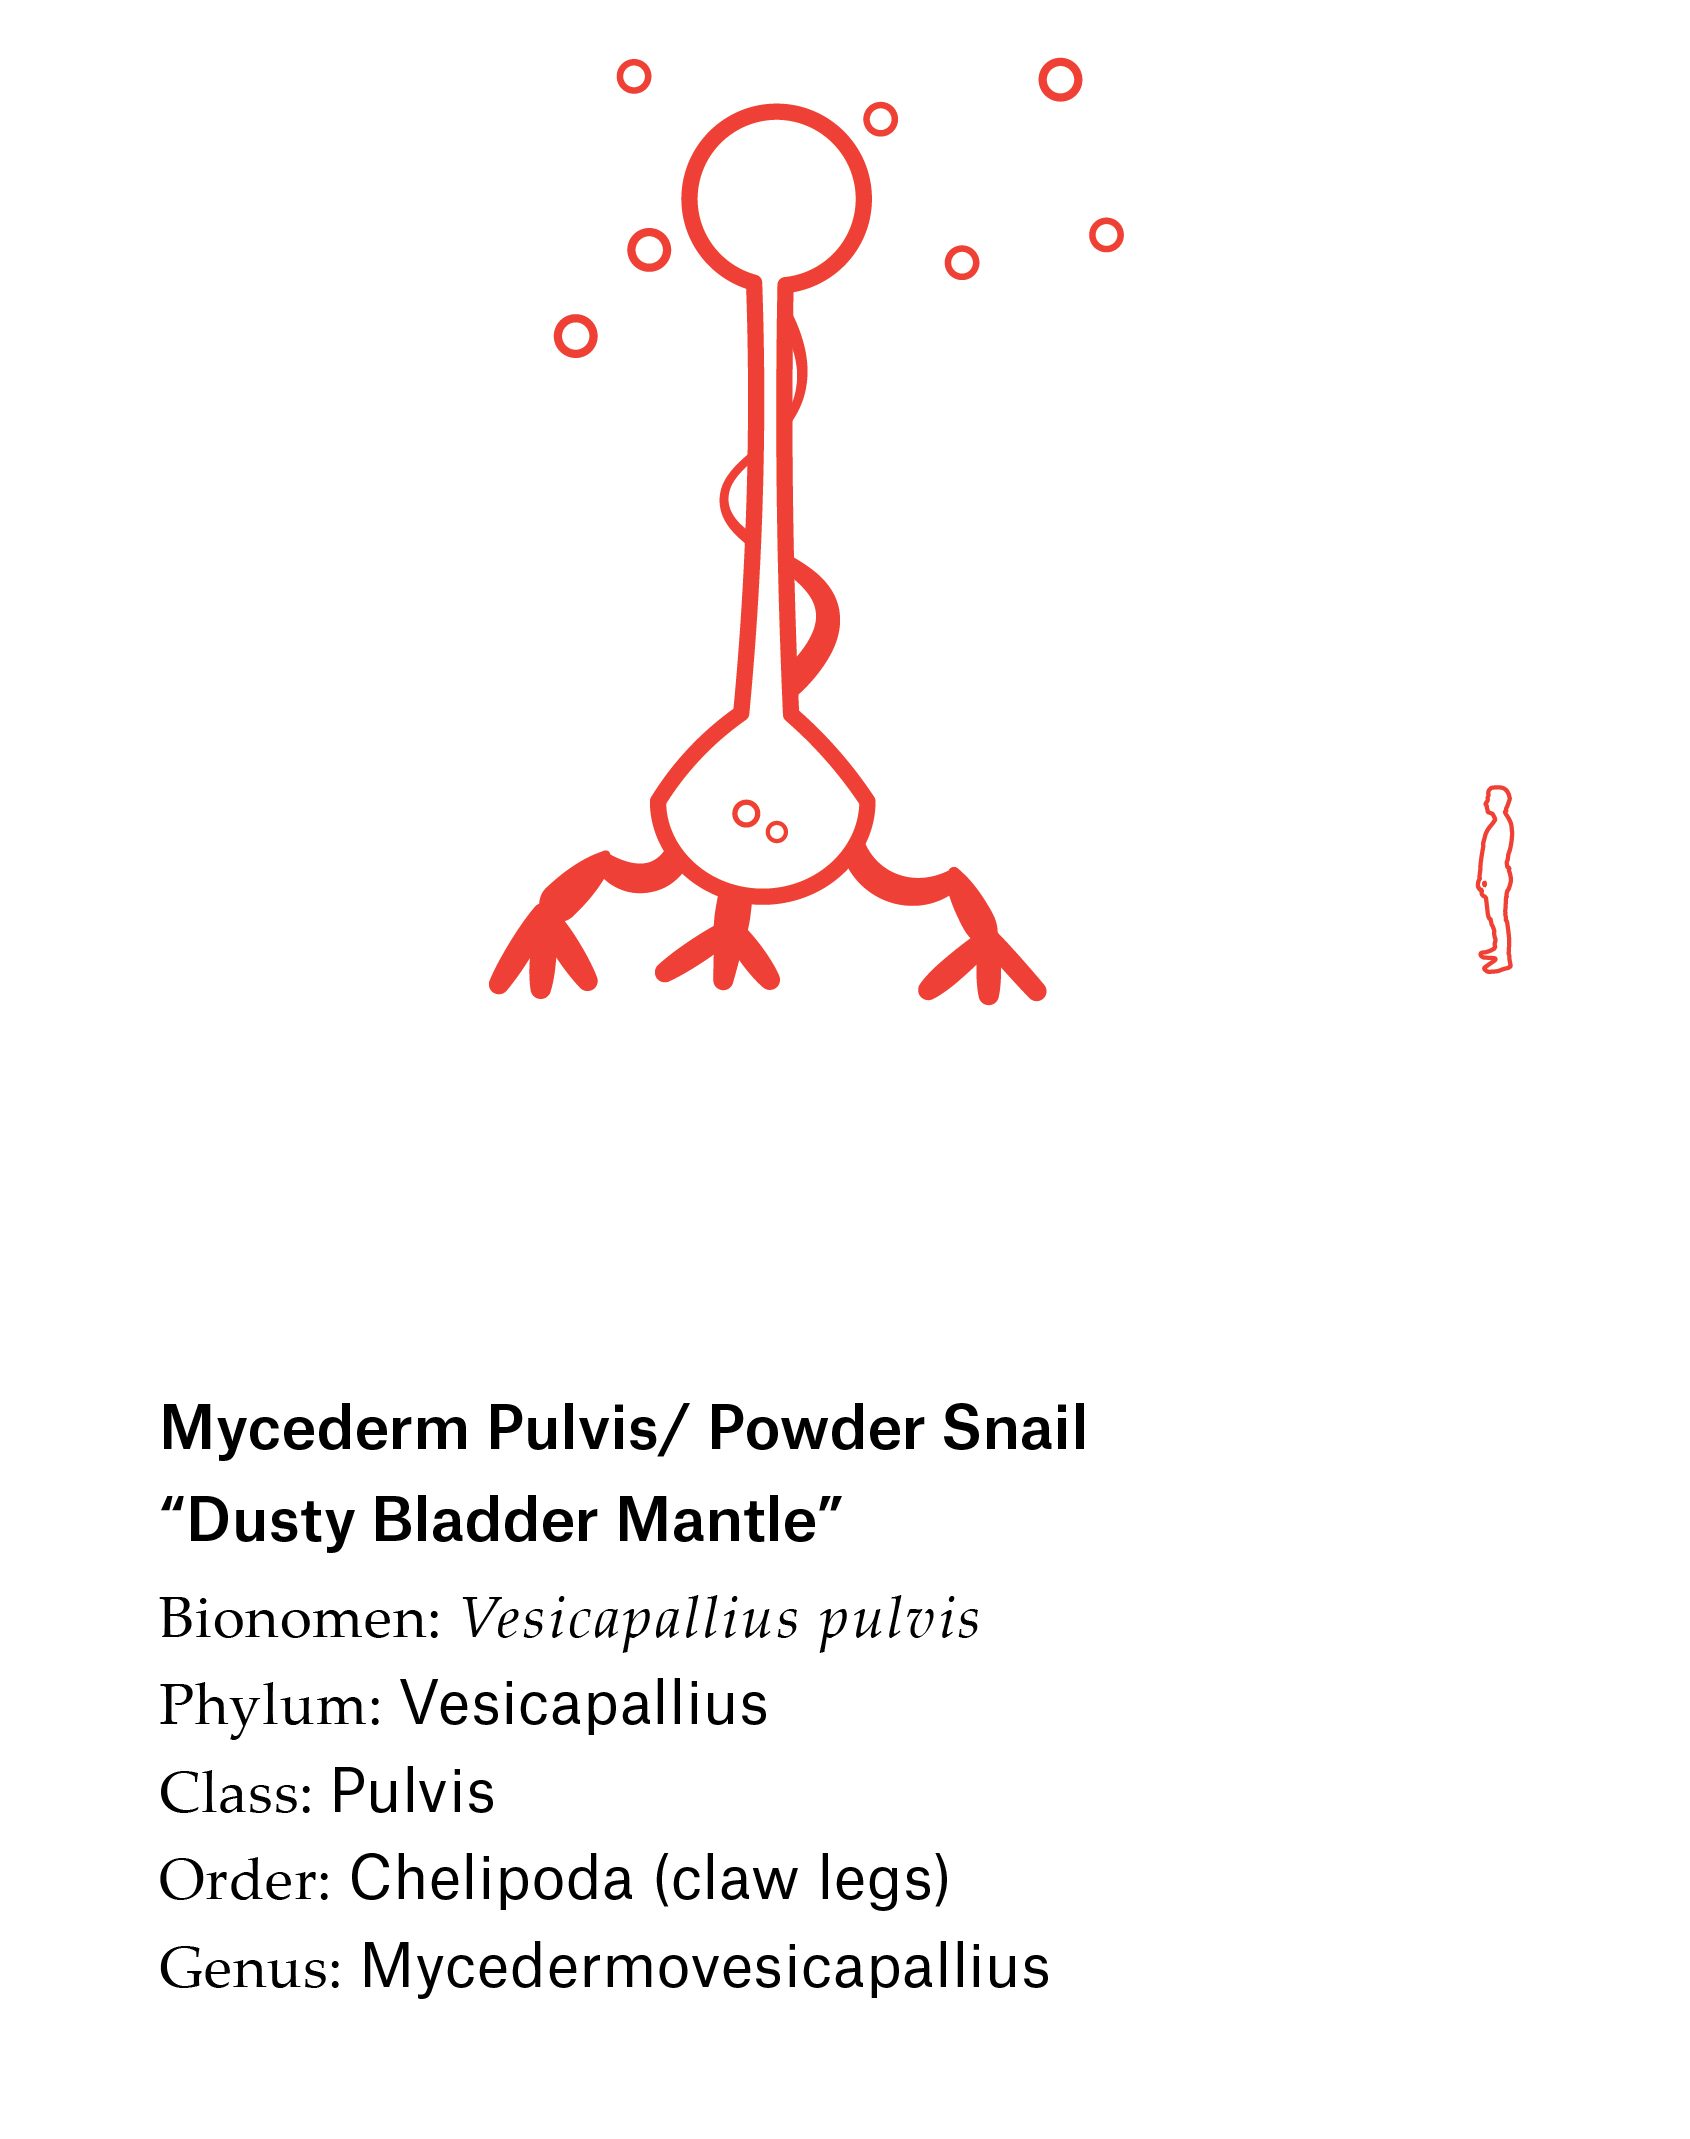 Mycederm Pulvis/ Powder Snail
“Dusty Bladder Mantle”
Bionomen: Vesicapallius pulvis
Phylum: Vesicapallius
Class: Pulvis
Order: Chelipoda (claw legs)
Genus: Mycedermovesicapallius